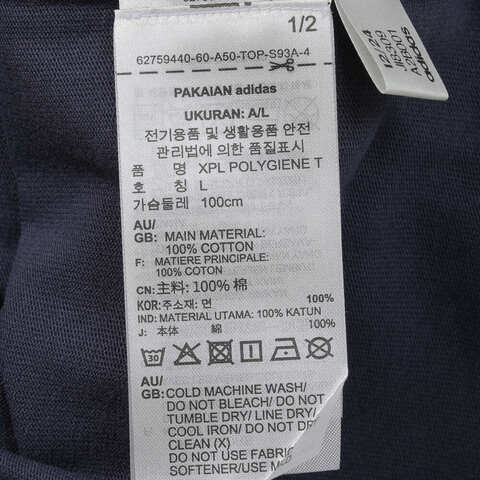 1/2
62759440-60-A50-TOP-S93A-4
PAKAIAN adidas
UKURAN: A/L
전기용품 및 생활용품 안전
관리법에 의한 품질표시
품 명 XPL POLYGIENE T
호 칭 L
가슴둘레 100cm
AU/
GB: MAIN MATERIAL:
100% COTTON
F: MATIERE PRINCIPALE:
100% COTON
CN: 主料: 100% 棉
KOR: 주소재: 면 100%
IND: MATERIAL UTAMA: 100% KATUN
J: 本体 綿 100%
30
AU/
GB: COLD MACHINE WASH/
DO NOT BLEACH/ DO NOT
TUMBLE DRY/ LINE DRY/
COOL IRON/ DO NOT DRY
CLEAN (X)
DO NOT USE FABRIC
SOFTENER/USE M
12/24
adidas